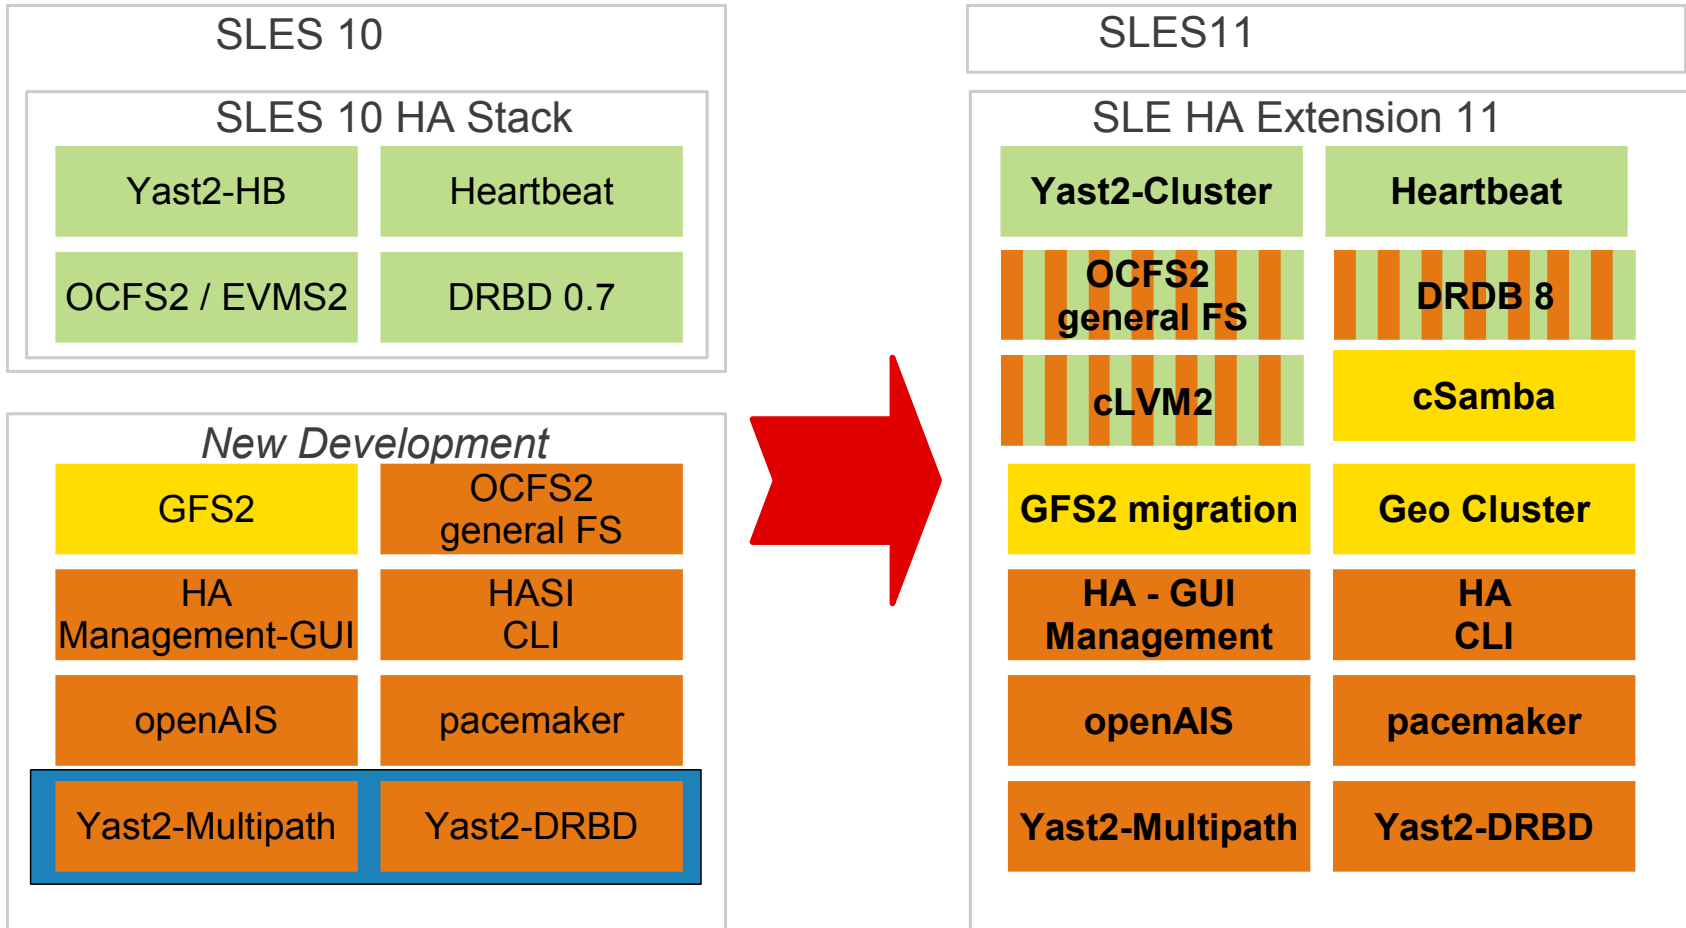 SLES 10
SLES 10 HA Stack
Yast2-HB
Heartbeat
OCFS2 / EVMS2
DRBD 0.7
New Development
GFS2
OCFS2
general FS
HA
Management-GUI
HASI
CLI
openAIS
pacemaker
Yast2-Multipath
Yast2-DRBD
SLES11
SLE HA Extension 11
Yast2-Cluster
Heartbeat
OCFS2
general FS
DRDB 8
cLVM2
cSamba
GFS2 migration
Geo Cluster
HA - GUI
Management
HA
CLI
openAIS
pacemaker
Yast2-Multipath
Yast2-DRBD